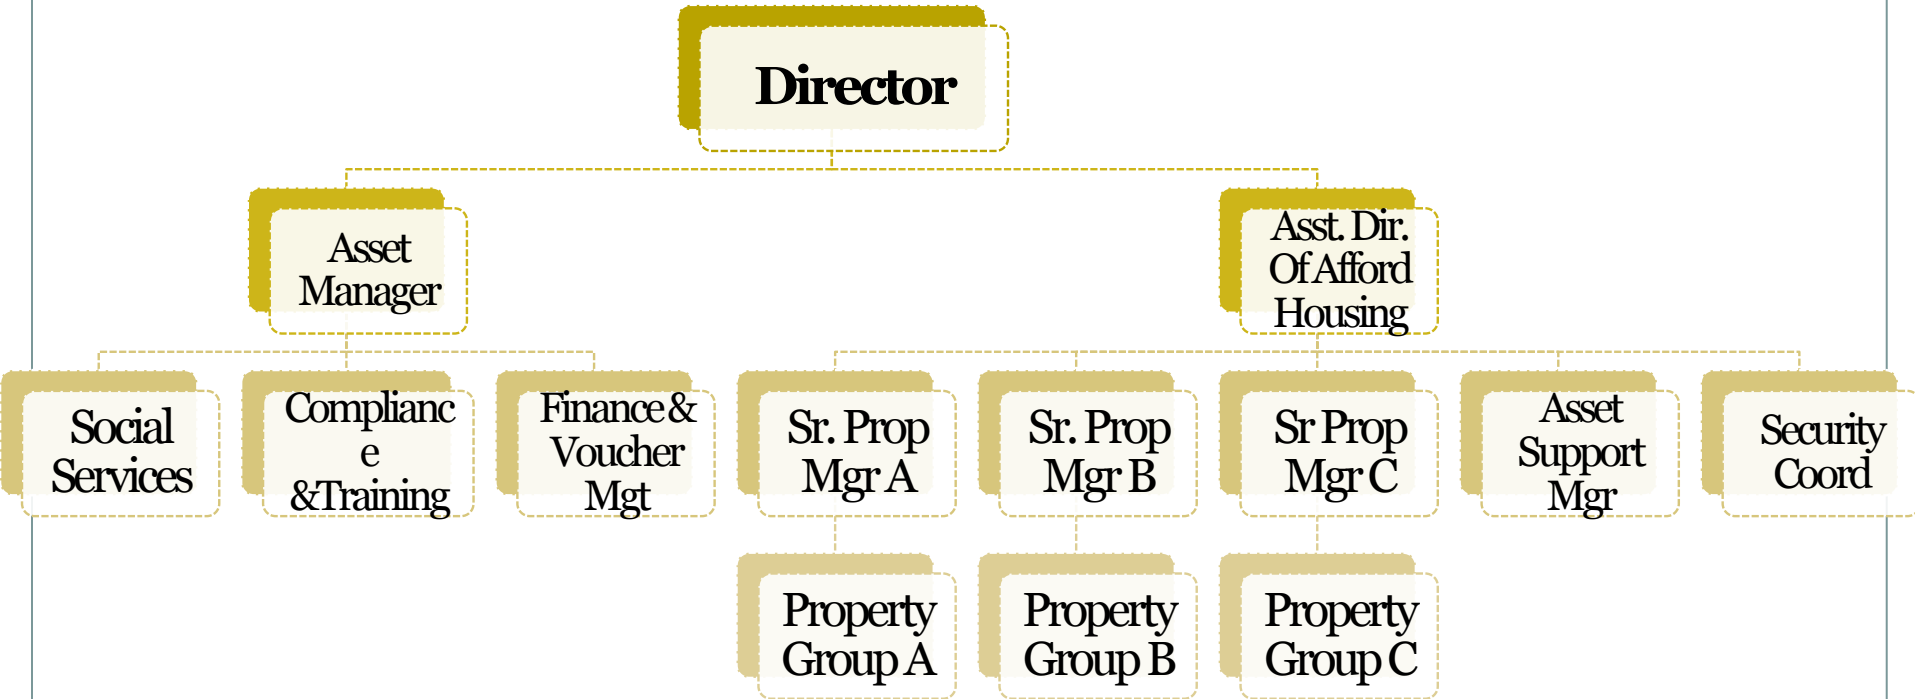 Director
Asset
Manager
Asst. Dir.
Of Afford
Housing
Social
Services
Complianc
e
&Training
Finance &
Voucher
Mgt
Sr. Prop
Mgr A
Sr. Prop
Mgr B
Sr Prop
Mgr C
Asset
Support
Mgr
Security
Coord
Property
Group A
Property
Group B
Property
Group C